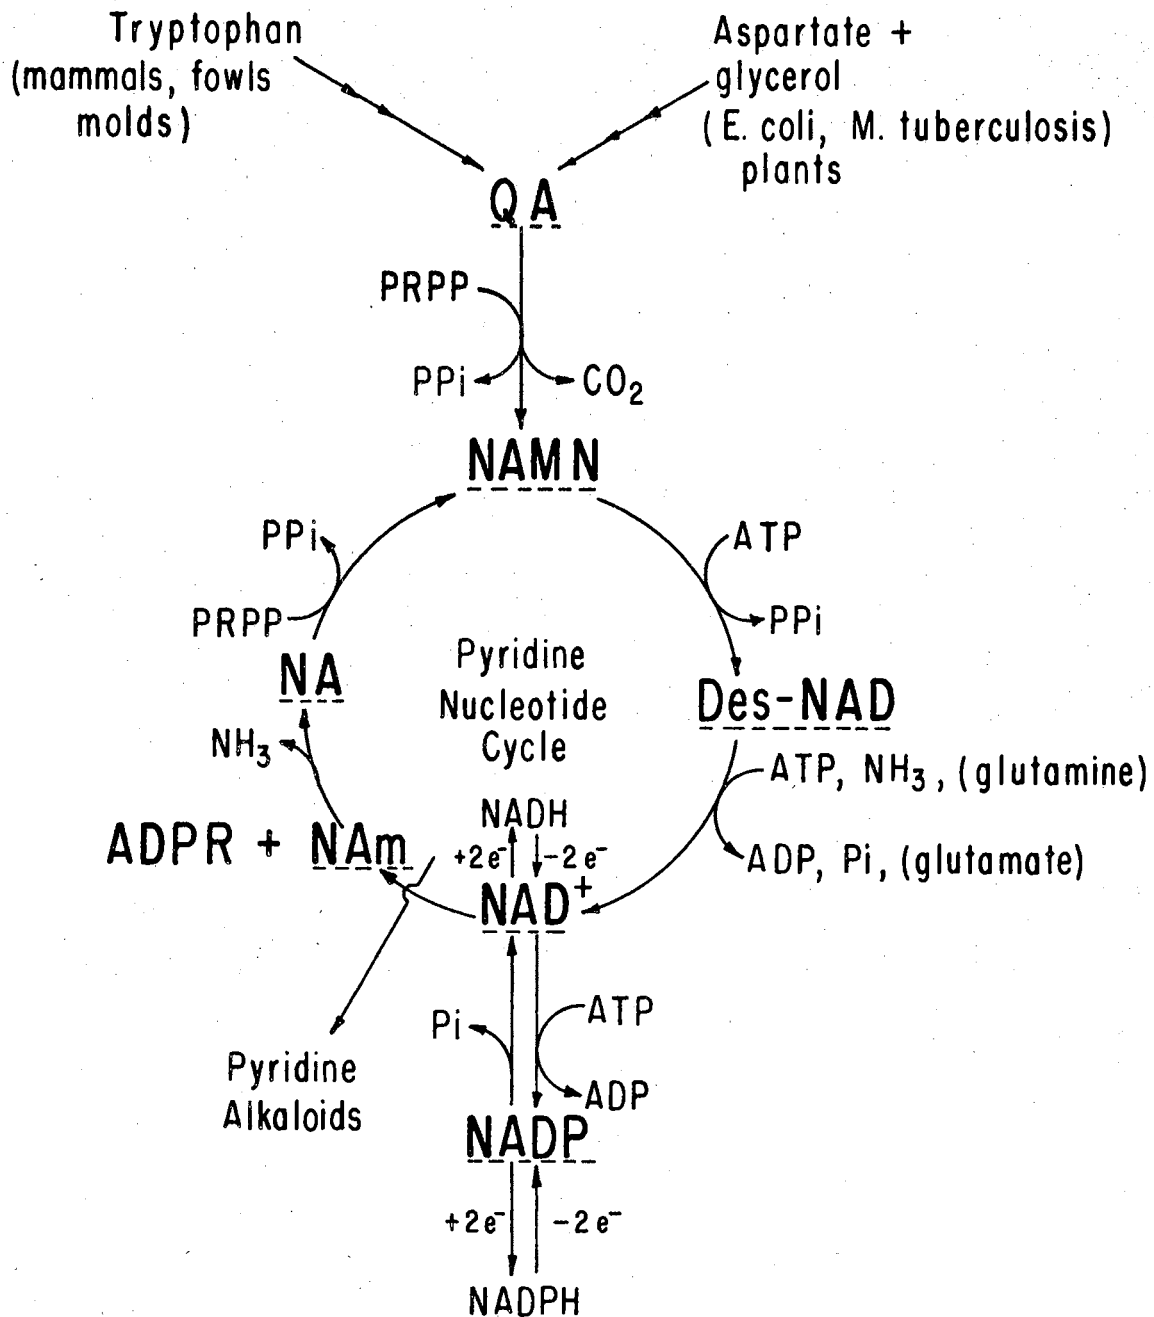 Tryptophan
(mammals, fowls
molds)
Aspartate +
glycerol
(E. coli, M. tuberculosis)
plants
QA
PRPP
PPi
CO₂
NAMN
PPi
ATP
PRPP
PPi
NA
Pyridine
Nucleotide
Cycle
Des-NAD
NH₃
ATP, NH₃, (glutamine)
NADH
ADPR + NAm
+2e⁻
-2e⁻
ADP, Pi, (glutamate)
NAD⁺
Pi
ATP
Pyridine
Alkaloids
ADP
NADP
+2e⁻
-2e⁻
NADPH